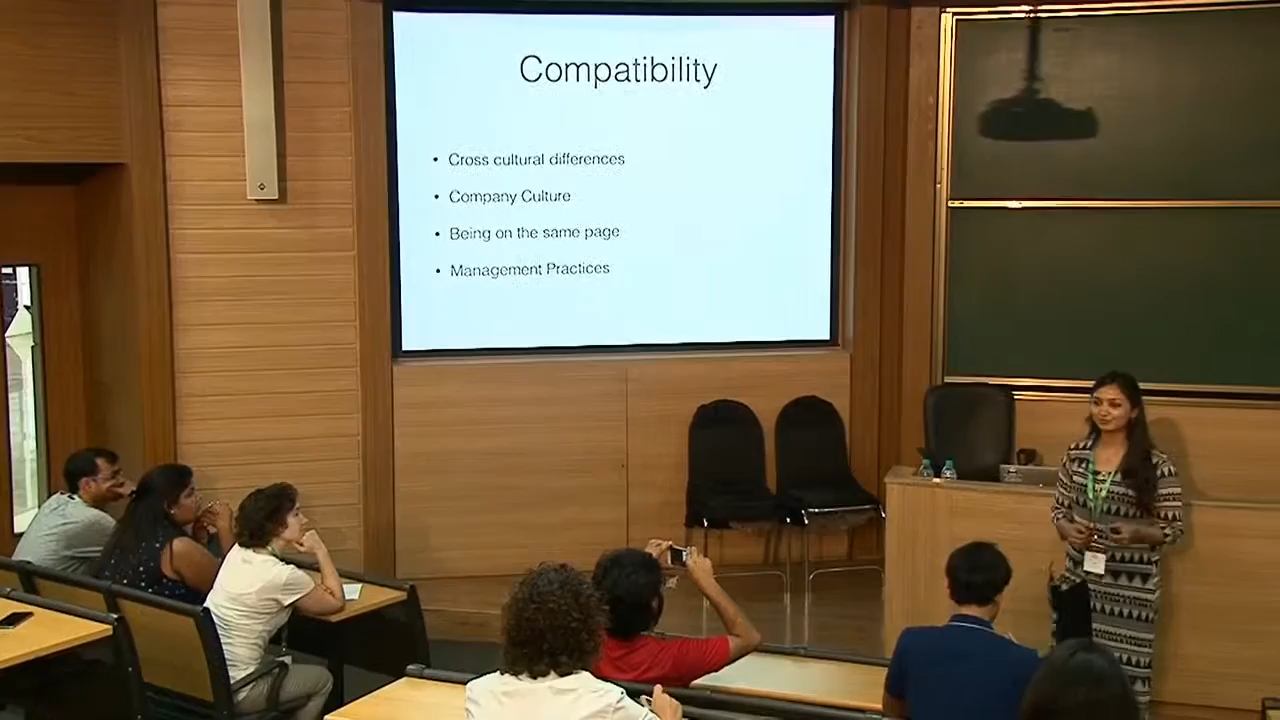 Compatibility
• Cross cultural differences
• Company Culture
• Being on the same page
• Management Practices